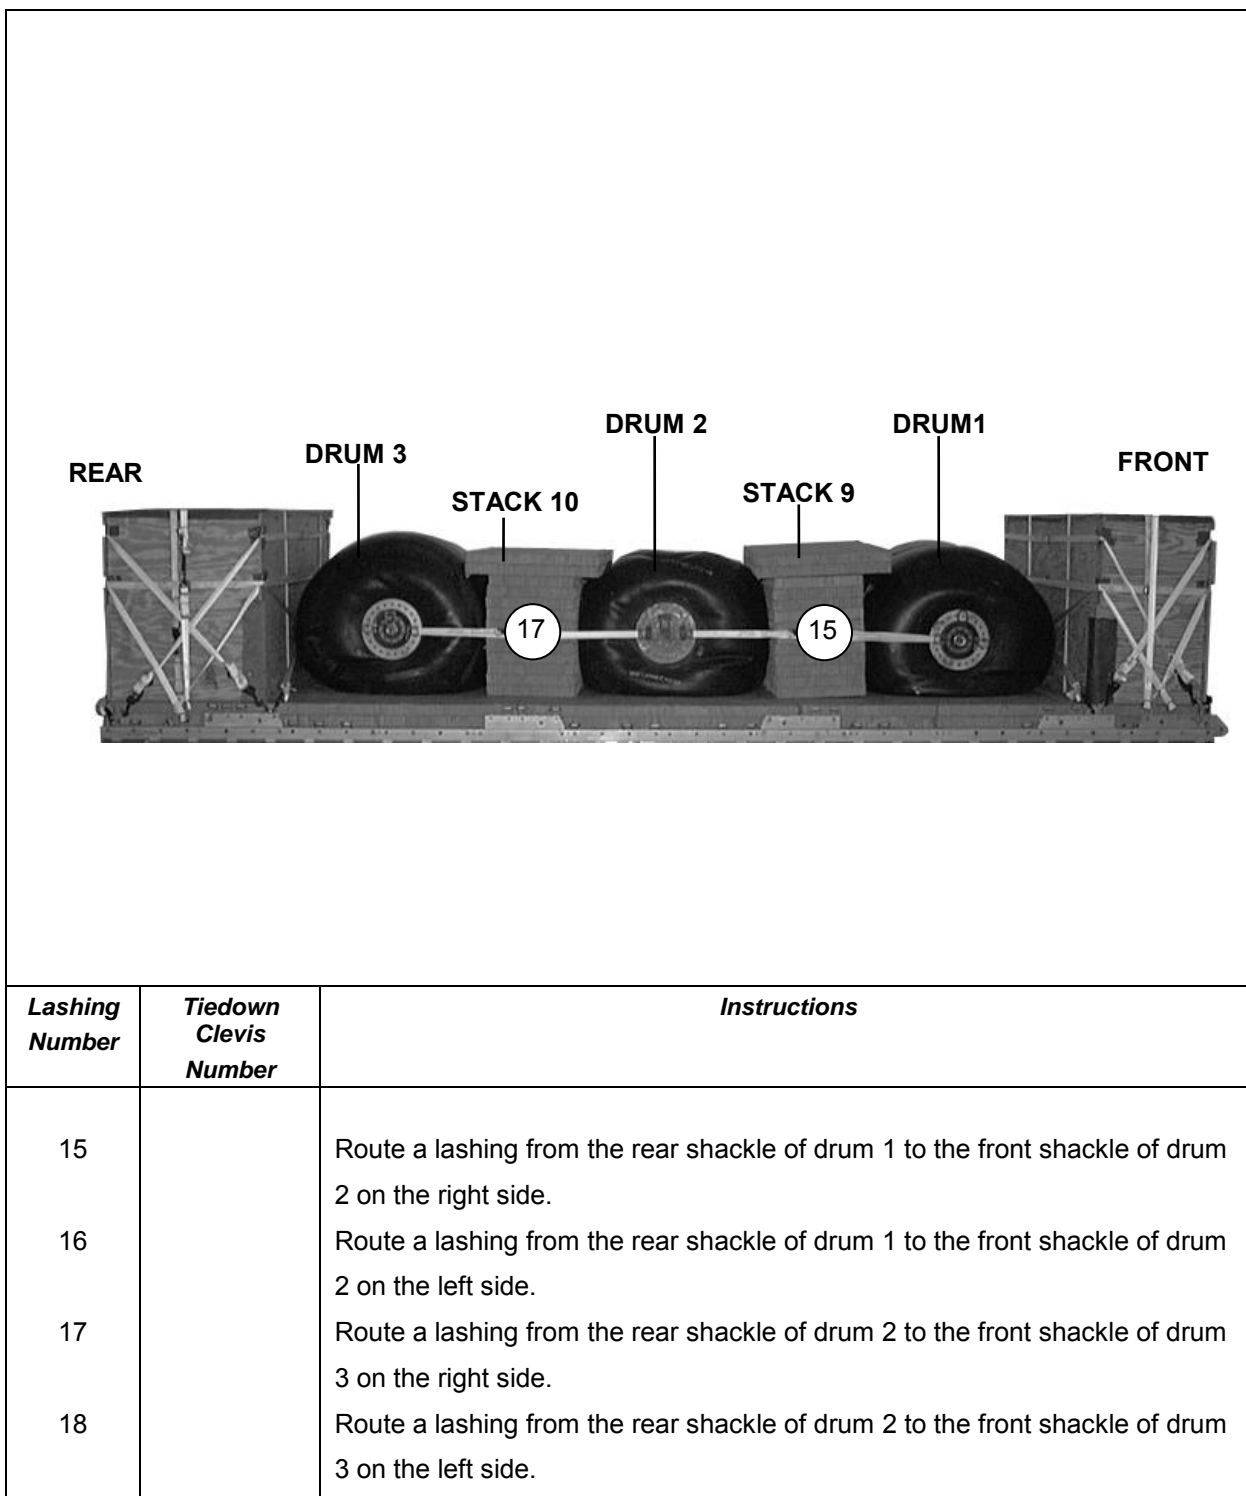 DRUM 2
DRUM1
DRUM 3
FRONT
REAR
STACK 9
STACK 10
17
15
Lashing Number
Tiedown Clevis Number
Instructions
15
Route a lashing from the rear shackle of drum 1 to the front shackle of drum
2 on the right side.
16
Route a lashing from the rear shackle of drum 1 to the front shackle of drum
2 on the left side.
17
Route a lashing from the rear shackle of drum 2 to the front shackle of drum
3 on the right side.
18
Route a lashing from the rear shackle of drum 2 to the front shackle of drum
3 on the left side.